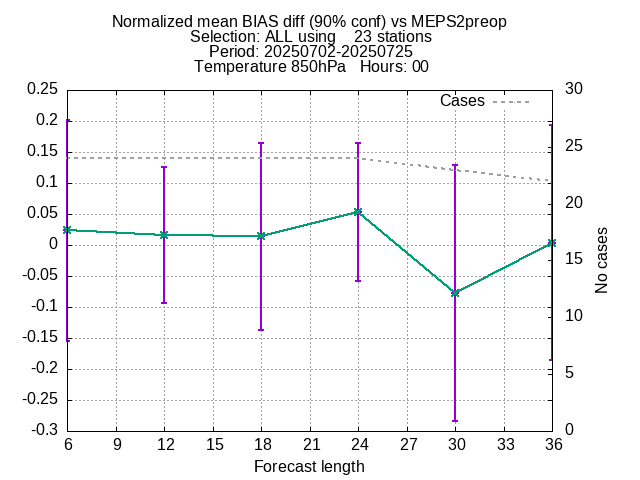 Normalized mean BIAS diff (90% conf) vs MEPS2preop
Selection: ALL using    23 stations
Period: 20250702-20250725
Temperature 850hPa   Hours: 00
Cases
0.25
0.2
0.15
0.1
0.05
0
-0.05
-0.1
-0.15
-0.2
-0.25
-0.3
30
25
20
15
10
5
0
No cases
6 9 12 15 18 21 24 27 30 33 36
Forecast length